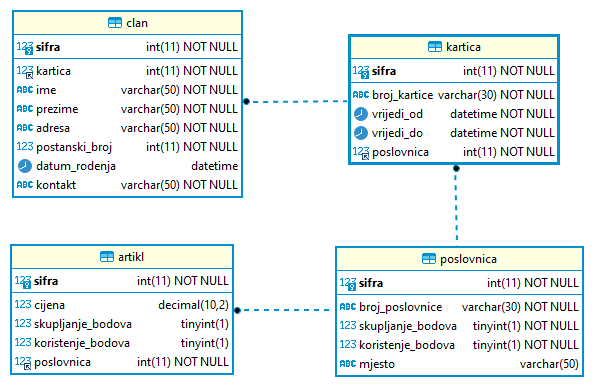 clan
123 sifra int(11) NOT NULL
123 kartica int(11) NOT NULL
ABC ime varchar(50) NOT NULL
ABC prezime varchar(50) NOT NULL
ABC adresa varchar(50) NOT NULL
123 postanski_broj int(11) NOT NULL
datum_rodenja datetime
ABC kontakt varchar(50) NOT NULL
kartica
123 sifra int(11) NOT NULL
ABC broj_kartice varchar(30) NOT NULL
vrijedi_od datetime NOT NULL
vrijedi_do datetime NOT NULL
123 poslovnica int(11) NOT NULL
artikl
123 sifra int(11) NOT NULL
123 cijena decimal(10,2)
123 skupljanje_bodova tinyint(1)
123 koristenje_bodova tinyint(1)
123 poslovnica int(11) NOT NULL
poslovnica
123 sifra int(11) NOT NULL
ABC broj_poslovnice varchar(30) NOT NULL
123 skupljanje_bodova tinyint(1) NOT NULL
123 koristenje_bodova tinyint(1) NOT NULL
ABC mjesto varchar(50)